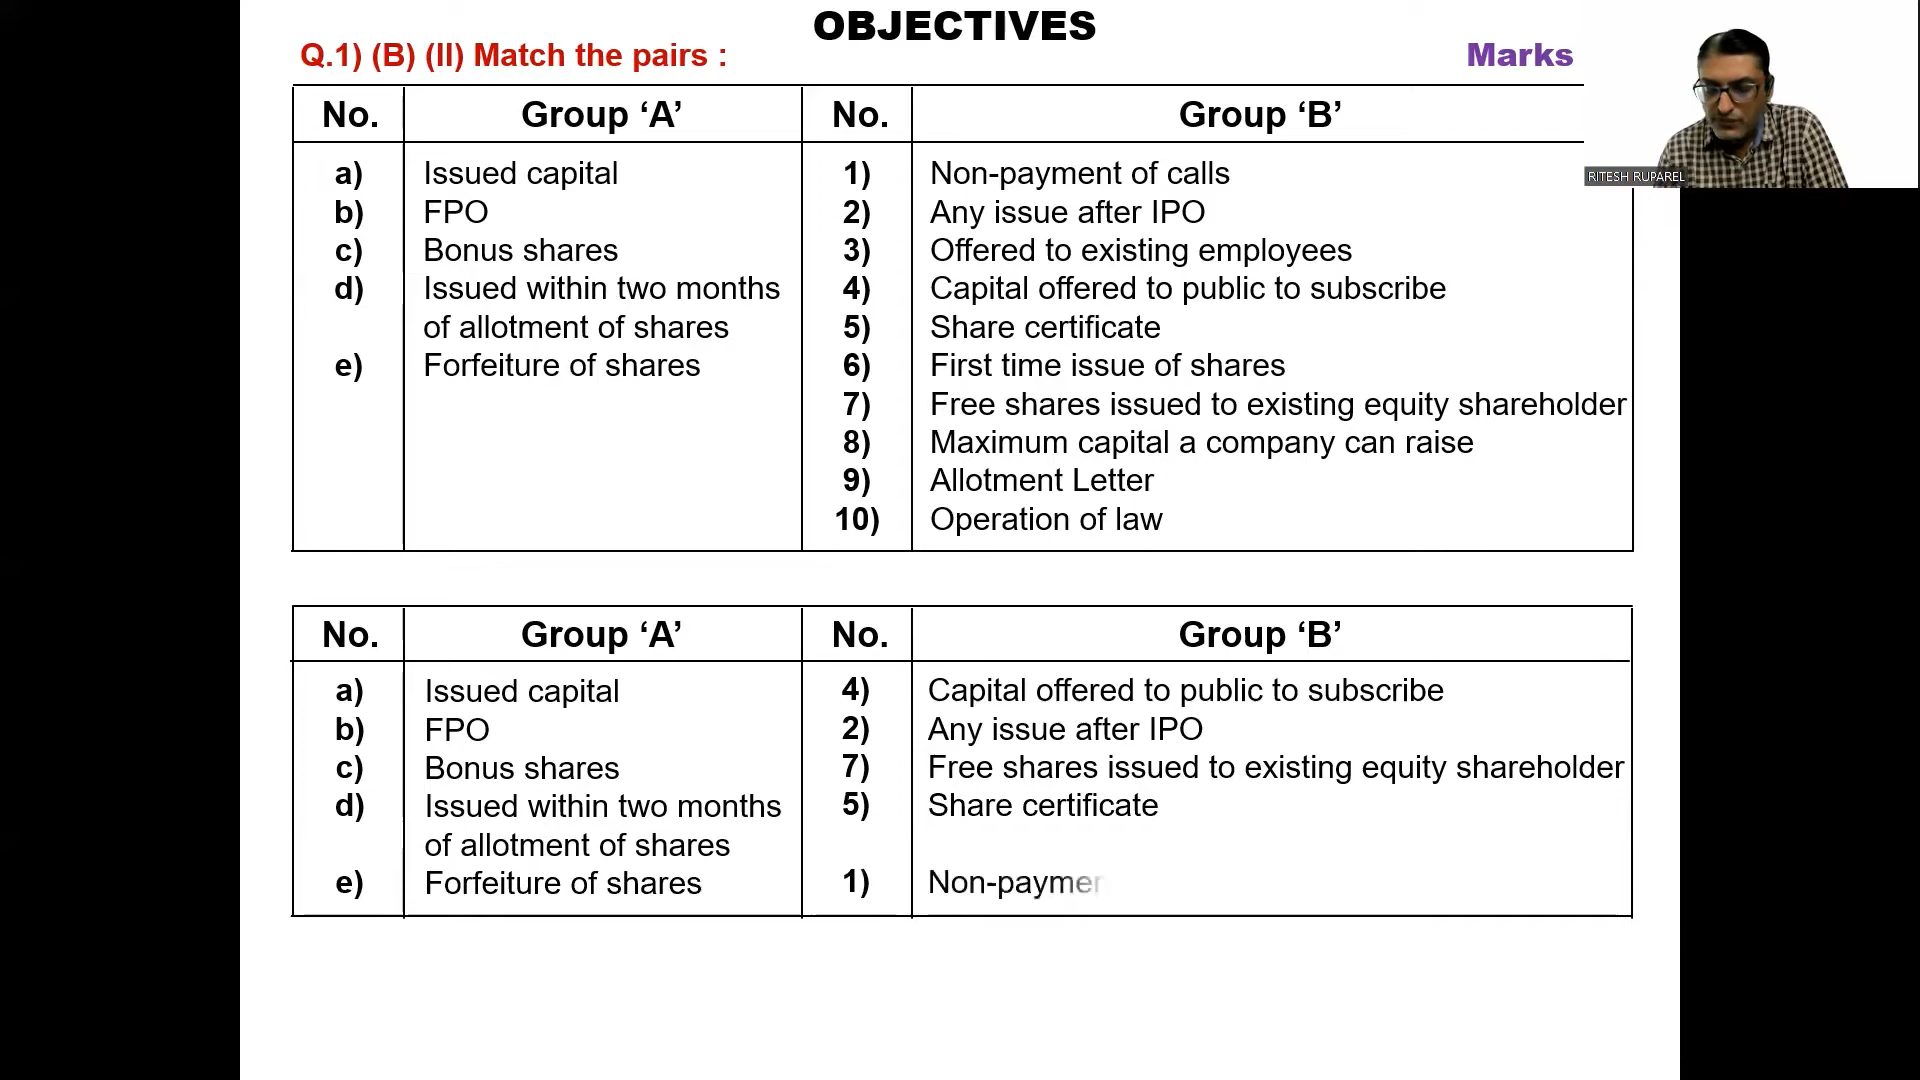 OBJECTIVES
Q.1) (B) (II) Match the pairs : Marks
RITESH RUPAREL
No. Group ‘A’ No. Group ‘B’
a) Issued capital 1) Non-payment of calls
b) FPO 2) Any issue after IPO
c) Bonus shares 3) Offered to existing employees
d) Issued within two months 4) Capital offered to public to subscribe
of allotment of shares 5) Share certificate
e) Forfeiture of shares 6) First time issue of shares
7) Free shares issued to existing equity shareholder
8) Maximum capital a company can raise
9) Allotment Letter
10) Operation of law
No. Group ‘A’ No. Group ‘B’
a) Issued capital 4) Capital offered to public to subscribe
b) FPO 2) Any issue after IPO
c) Bonus shares 7) Free shares issued to existing equity shareholder
d) Issued within two months 5) Share certificate
of allotment of shares
e) Forfeiture of shares 1) Non-paymen